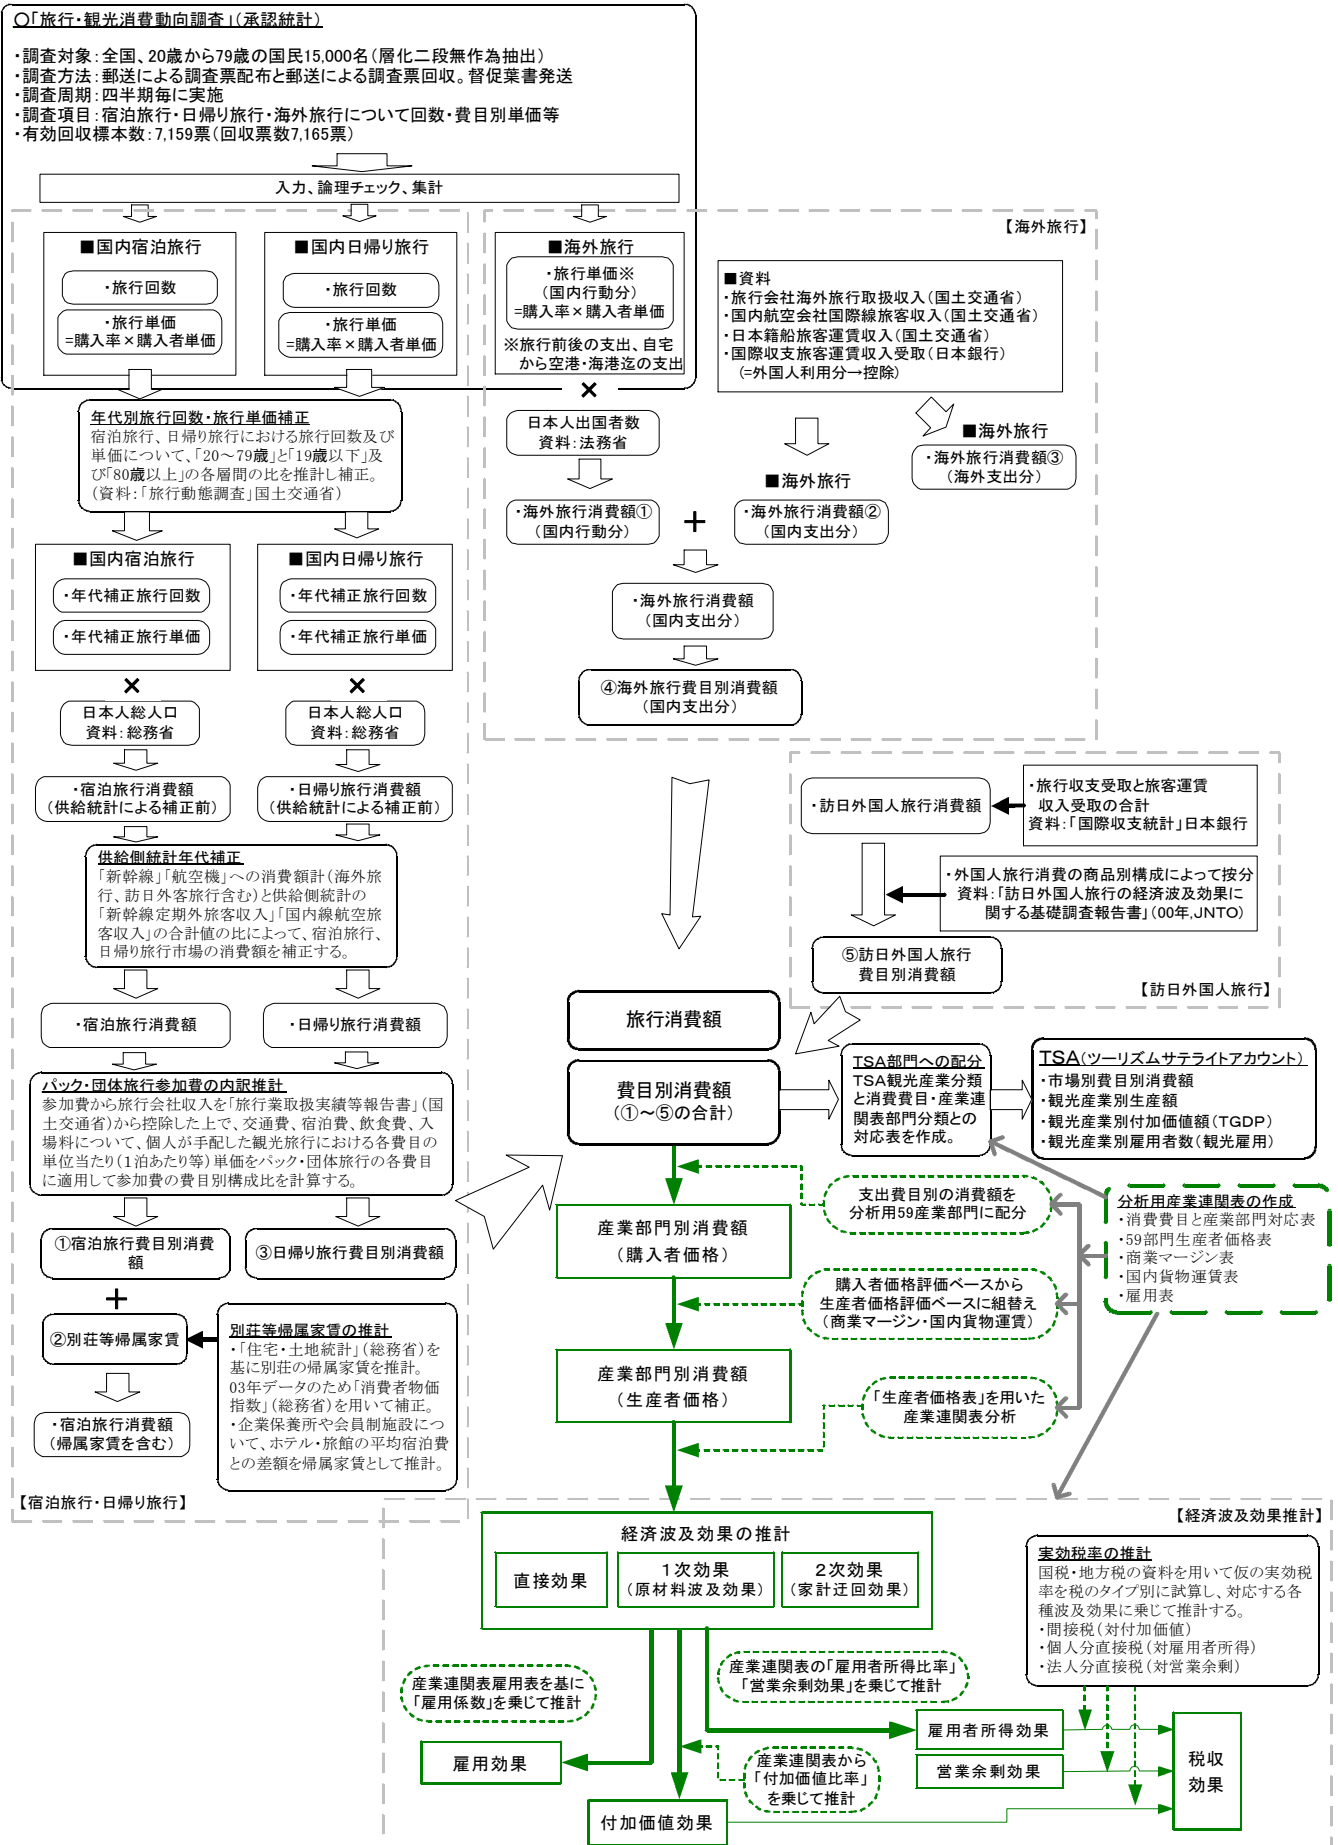 ○「旅行・観光消費動向調査」(承認統計)
・調査対象：全国、20歳から79歳の国民15,000名(層化二段無作為抽出)
・調査方法：郵送による調査票配布と郵送による調査票回収。督促葉書発送
・調査周期：四半期毎に実施
・調査項目：宿泊旅行・日帰り旅行・海外旅行について回数・費目別単価等
・有効回収標本数：7,159票(回収票数7,165票)
入力、論理チェック、集計
■国内宿泊旅行
・旅行回数
・旅行単価
=購入率×購入者単価
■国内日帰り旅行
・旅行回数
・旅行単価
=購入率×購入者単価
年代別旅行回数・旅行単価補正
宿泊旅行、日帰り旅行における旅行回数及び
単価について、「20～79歳」と「19歳以下」及
び「80歳以上」の各層間の比を推計し補正。
(資料：「旅行動態調査」国土交通省)
■国内宿泊旅行
・年代補正旅行回数
・年代補正旅行単価
■国内日帰り旅行
・年代補正旅行回数
・年代補正旅行単価
×
日本人総人口
資料：総務省
×
日本人総人口
資料：総務省
・宿泊旅行消費額
(供給統計による補正前)
・日帰り旅行消費額
(供給統計による補正前)
供給側統計年代補正
「新幹線」「航空機」への消費額計(海外旅
行、訪日外客旅行含む)と供給側統計の
「新幹線定期外旅客収入」「国内線航空旅
客収入」の合計値の比によって、宿泊旅行、
日帰り旅行市場の消費額を補正する。
・宿泊旅行消費額
・日帰り旅行消費額
パック・団体旅行参加費の内訳推計
参加費から旅行会社収入を「旅行業取扱実績等報告書」(国
土交通省)から控除した上で、交通費、宿泊費、飲食費、入
場料について、個人が手配した観光旅行における各費目の
単位当たり(1泊あたり等)単価をパック・団体旅行の各費目
に適用して参加費の費目別構成比を計算する。
①宿泊旅行費目別消費
額
③日帰り旅行費目別消費額
+
②別荘等帰属家賃
別荘等帰属家賃の推計
・「住宅・土地統計」(総務省)を
基に別荘の帰属家賃を推計。
03年データのため「消費者物価
指数」(総務省)を用いて補正。
・企業保養所や会員制施設につ
いて、ホテル・旅館の平均宿泊費
との差額を帰属家賃として推計。
・宿泊旅行消費額
(帰属家賃を含む)
【宿泊旅行・日帰り旅行】
【海外旅行】
■海外旅行
・旅行単価※
(国内行動分)
=購入率×購入者単価
※旅行前後の支出、自宅
から空港・海港迄の支出
×
日本人出国者数
資料：法務省
■資料
・旅行会社海外旅行取扱収入(国土交通省)
・国内航空会社国際線旅客収入(国土交通省)
・日本籍船旅客運賃収入(国土交通省)
・国際収支旅客運賃収入受取(日本銀行)
(=外国人利用分→控除)
■海外旅行
・海外旅行消費額③
(海外支出分)
・海外旅行消費額①
(国内行動分)
+
■海外旅行
・海外旅行消費額②
(国内支出分)
・海外旅行消費額
(国内支出分)
④海外旅行費目別消費額
(国内支出分)
・訪日外国人旅行消費額
・旅行収支受取と旅客運賃
収入受取の合計
資料：「国際収支統計」日本銀行
・外国人旅行消費の商品別構成によって按分
資料：「訪日外国人旅行の経済波及効果に
関する基礎調査報告書」(00年,JNTO)
⑤訪日外国人旅行
費目別消費額
【訪日外国人旅行】
旅行消費額
費目別消費額
(①～⑤の合計)
TSA部門への配分
TSA観光産業分類
と消費費目・産業連
関表部門分類との
対応表を作成。
TSA(ツーリズムサテライトアカウント)
・市場別費目別消費額
・観光産業別生産額
・観光産業別付加価値額(TGDP)
・観光産業別雇用者数(観光雇用)
支出費目別の消費額を
分析用59産業部門に配分
分析用産業連関表の作成
・消費費目と産業部門対応表
・59部門生産者価格表
・商業マージン表
・国内貨物運賃表
・雇用表
産業部門別消費額
(購入者価格)
購入者価格評価ベースから
生産者価格評価ベースに組替え
(商業マージン・国内貨物運賃)
産業部門別消費額
(生産者価格)
「生産者価格表」を用いた
産業連関表分析
【経済波及効果推計】
経済波及効果の推計
直接効果
1次効果
(原材料波及効果)
2次効果
(家計迂回効果)
実効税率の推計
国税・地方税の資料を用いて仮の実効税
率を税のタイプ別に試算し、対応する各
種波及効果に乗じて推計する。
・間接税(対付加価値)
・個人分直接税(対雇用者所得)
・法人分直接税(対営業余剰)
産業連関表雇用表を基に
「雇用係数」を乗じて推計
産業連関表の「雇用者所得比率」
「営業余剰効果」を乗じて推計
雇用効果
産業連関表から
「付加価値比率」
を乗じて推計
付加価値効果
雇用者所得効果
営業余剰効果
税収
効果